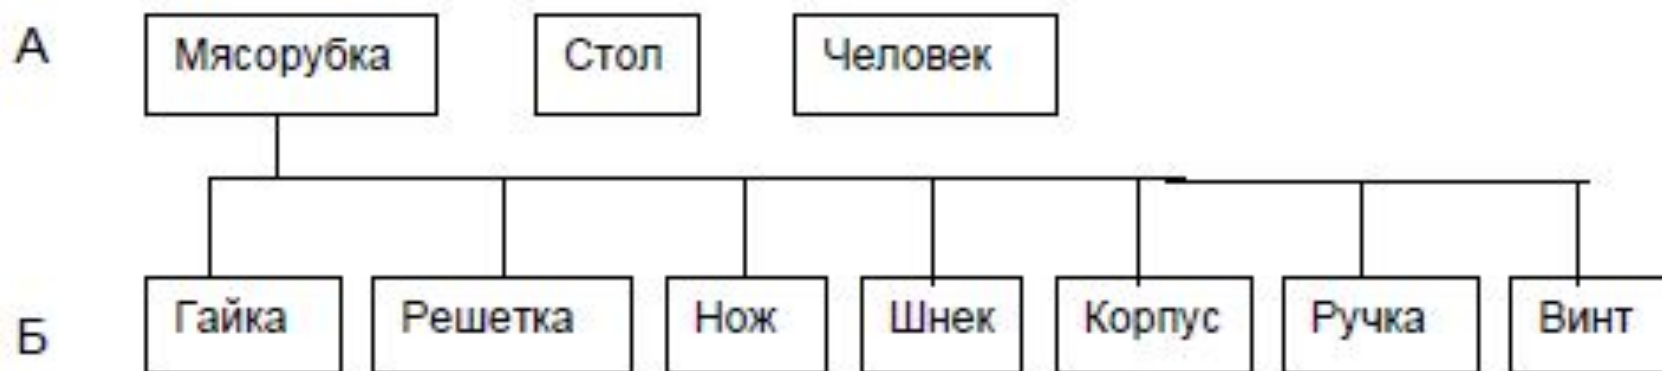 А Мясорубка Стол Человек
Б Гайка Решетка Нож Шнек Корпус Ручка Винт